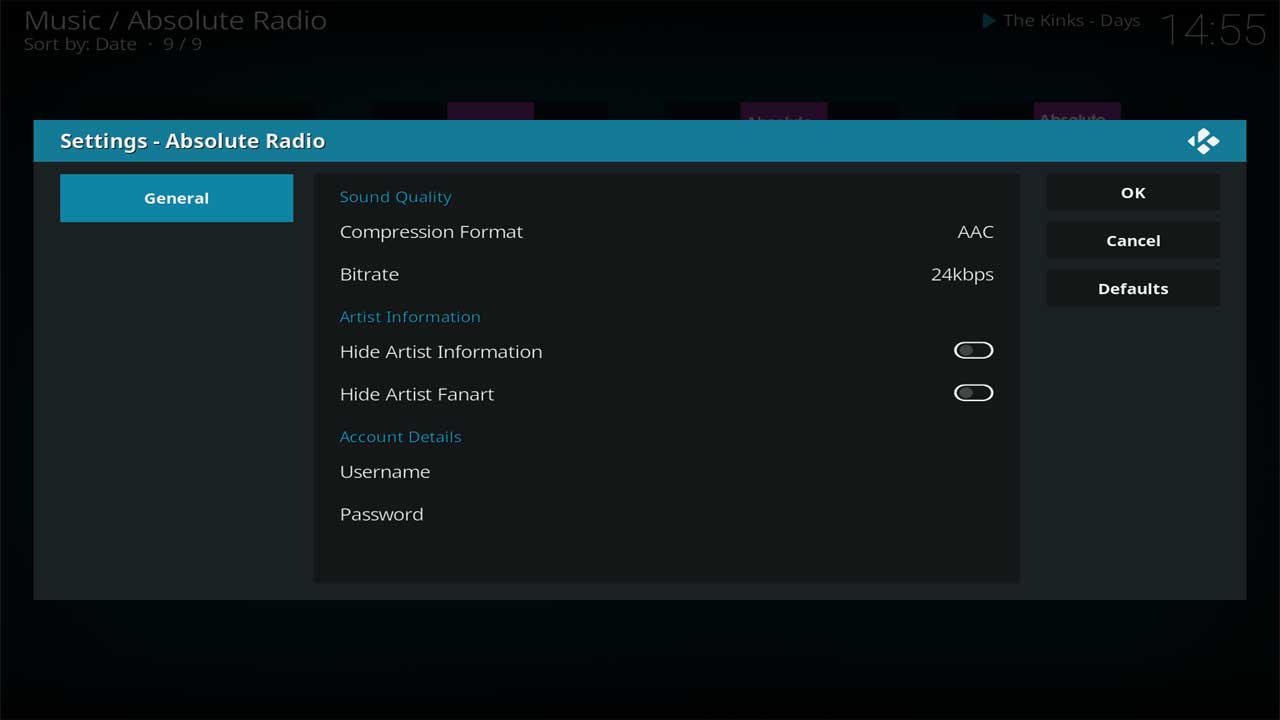 Music / Absolute Radio
Sort by: Date · 9 / 9
The Kinks - Days
14:55
Absolute
Absolute
Settings - Absolute Radio
General
Sound Quality
Compression Format AAC
Bitrate 24kbps
Artist Information
Hide Artist Information
Hide Artist Fanart
Account Details
Username
Password
OK
Cancel
Defaults